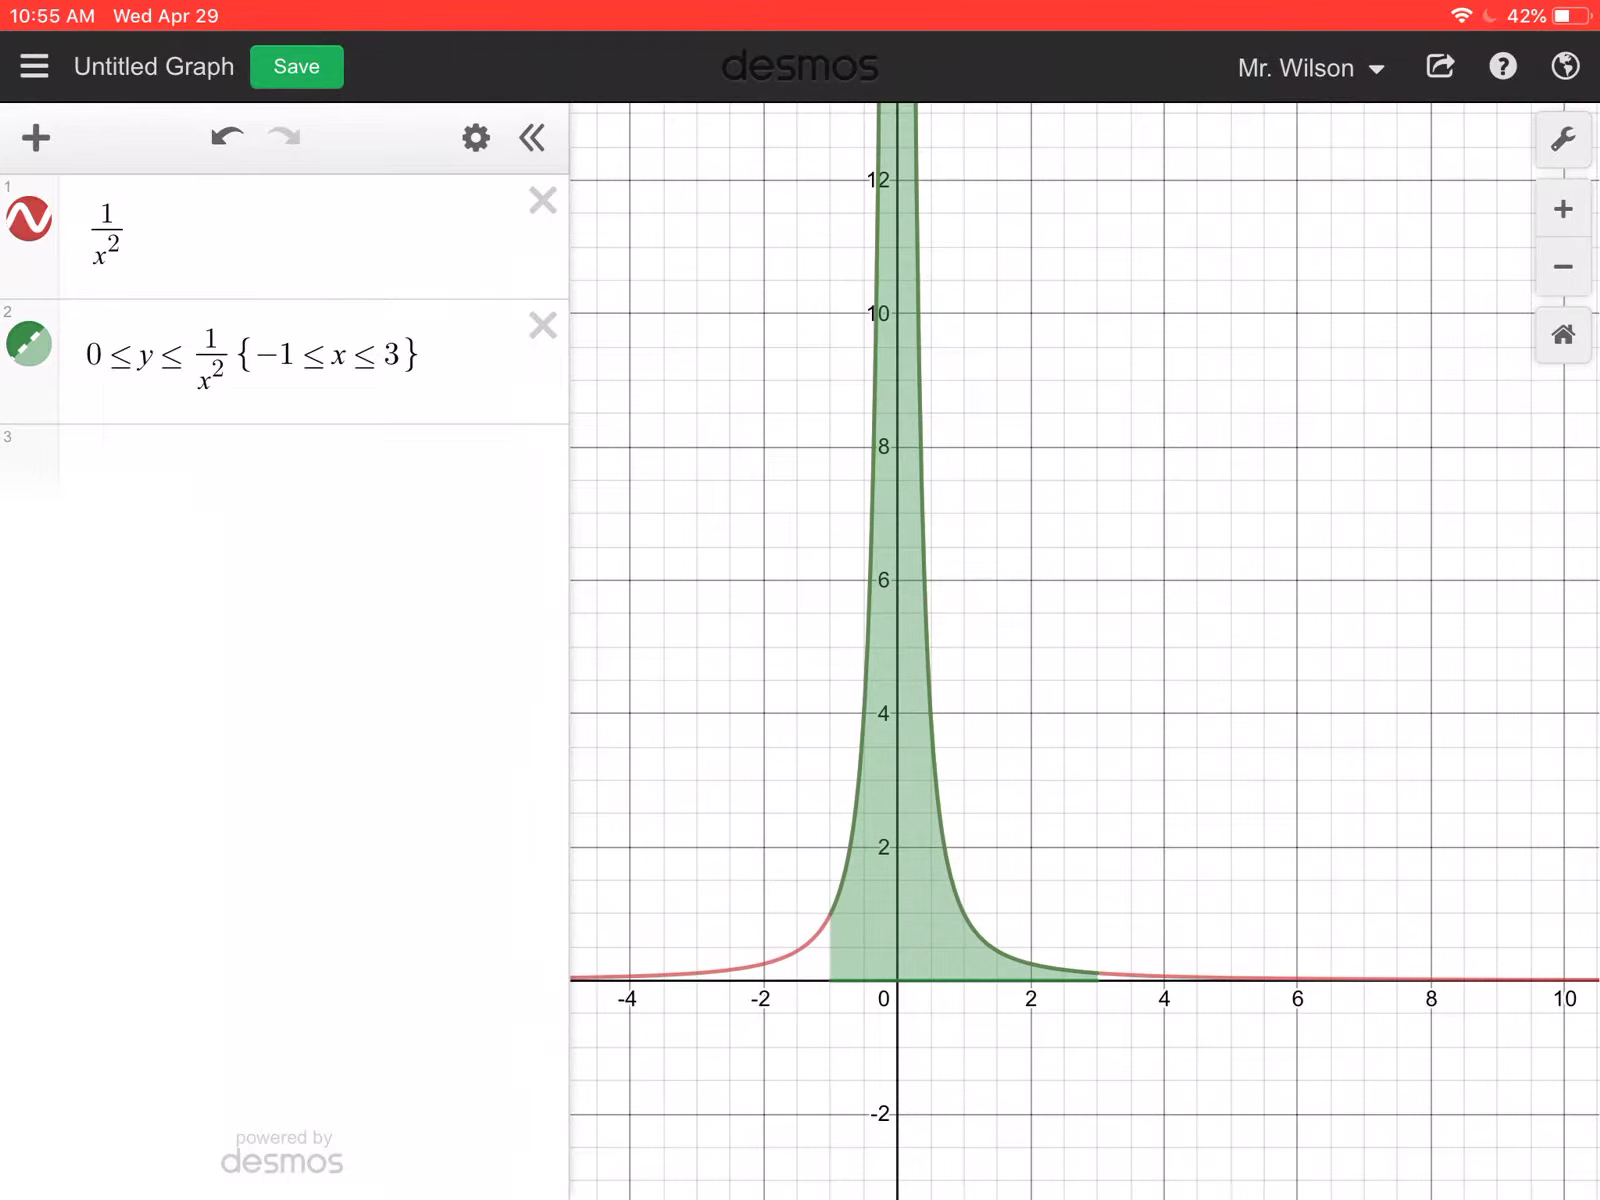 10:55 AM Wed Apr 29 42%
Untitled Graph Save desmos Mr. Wilson ?
1
1/x^2
2
0 ≤ y ≤ 1/x^2 {−1 ≤ x ≤ 3}
3
powered by
desmos
12
10
8
6
4
2
-4 -2 0 2 4 6 8 10
-2